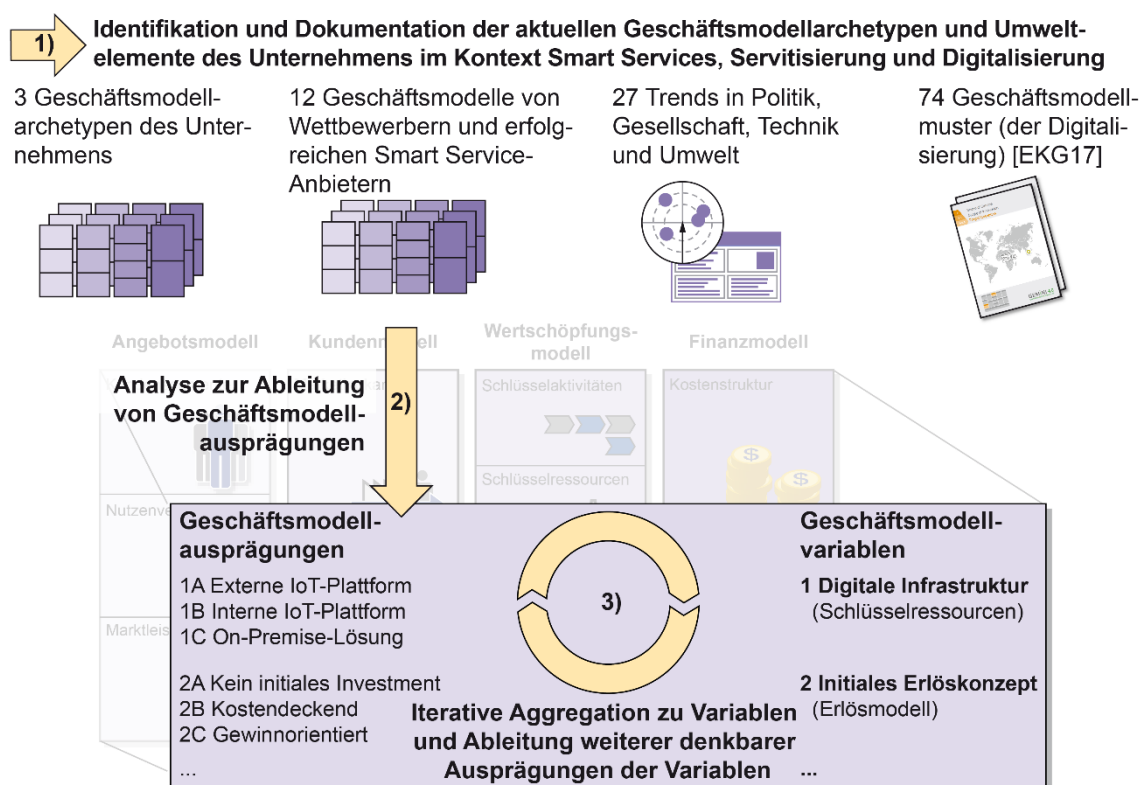 1)
Identifikation und Dokumentation der aktuellen Geschäftsmodellarchetypen und Umwelt-
elemente des Unternehmens im Kontext Smart Services, Servitisierung und Digitalisierung
3 Geschäftsmodell-
archetypen des Unter-
nehmens
12 Geschäftsmodelle von
Wettbewerbern und erfolg-
reichen Smart Service-
Anbietern
27 Trends in Politik,
Gesellschaft, Technik
und Umwelt
74 Geschäftsmodell-
muster (der Digitali-
sierung) [EKG17]
Angebotsmodell
Wertschöpfungs-
modell
Finanzmodell
Schlüsselaktivitäten
Kostenstruktur
Schlüsselressourcen
$
$
Analyse zur Ableitung
von Geschäftsmodell-
ausprägungen
2)
Geschäftsmodell-
ausprägungen
1A Externe IoT-Plattform
1B Interne IoT-Plattform
1C On-Premise-Lösung
2A Kein initiales Investment
2B Kostendeckend
2C Gewinnorientiert
...
3)
Iterative Aggregation zu Variablen
und Ableitung weiterer denkbarer
Ausprägungen der Variablen
Geschäftsmodell-
variablen
1 Digitale Infrastruktur
(Schlüsselressourcen)
2 Initiales Erlöskonzept
(Erlösmodell)
...